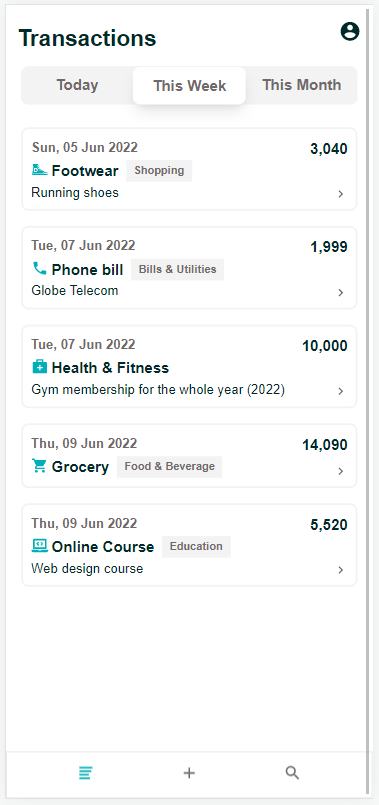 Transactions
Today This Week This Month
Sun, 05 Jun 2022 3,040
Footwear Shopping
Running shoes
Tue, 07 Jun 2022 1,999
Phone bill Bills & Utilities
Globe Telecom
Tue, 07 Jun 2022 10,000
Health & Fitness
Gym membership for the whole year (2022)
Thu, 09 Jun 2022 14,090
Grocery Food & Beverage
Thu, 09 Jun 2022 5,520
Online Course Education
Web design course